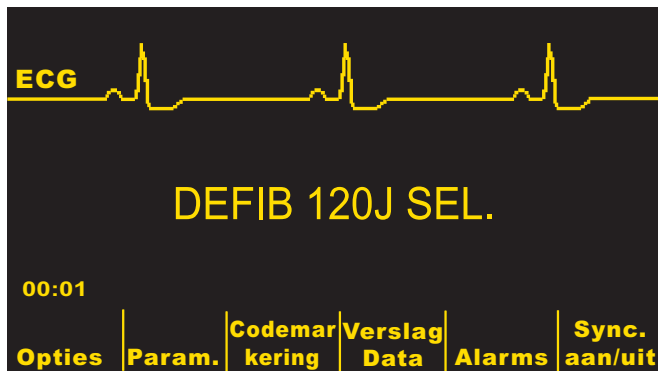 ECG
DEFIB 120J SEL.
00:01
Opties
Param.
Codemar
kering
Verslag
Data
Alarms
Sync.
aan/uit